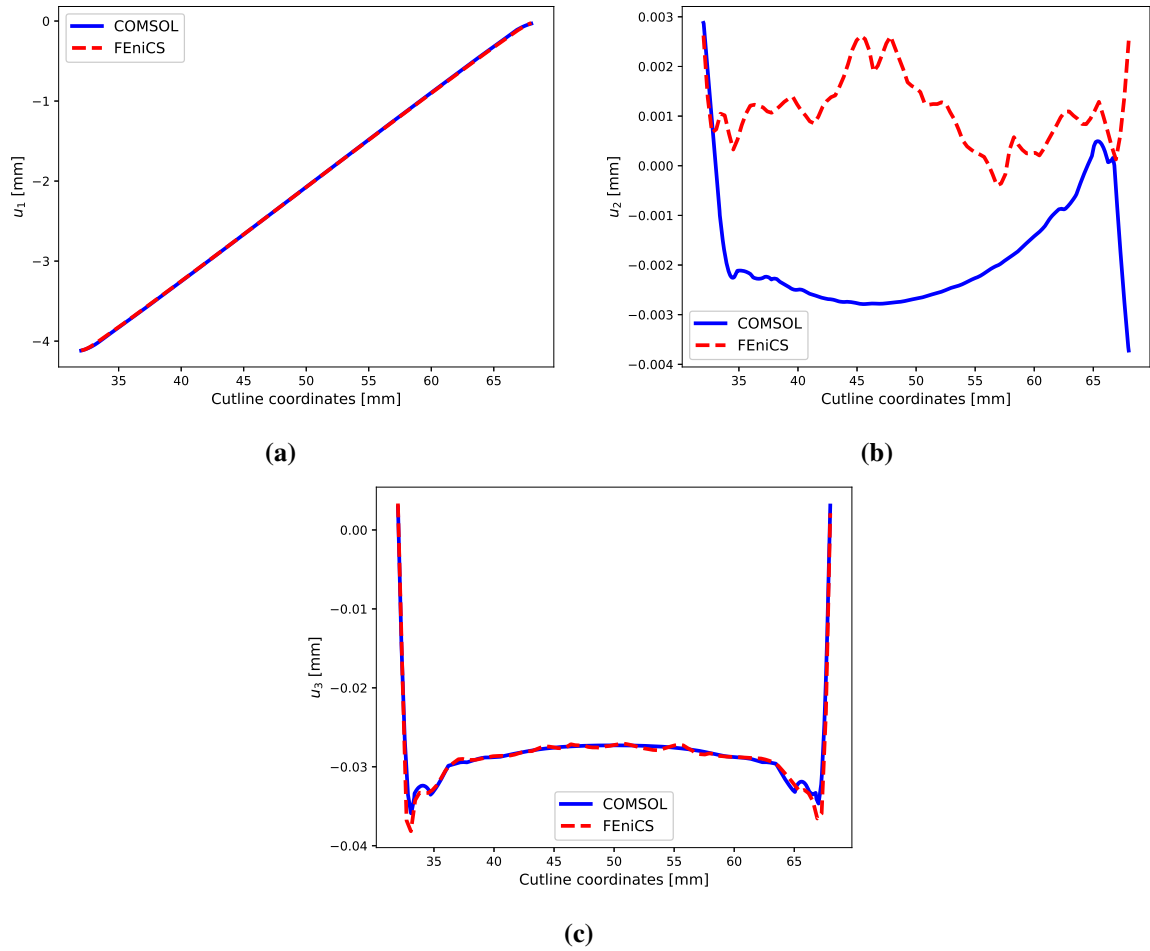 0
−1
−2
−3
−4
u₁ [mm]
COMSOL
FEniCS
35 40 45 50 55 60 65
Cutline coordinates [mm]
(a)
0.003
0.002
0.001
0.000
−0.001
−0.002
−0.003
−0.004
u₂ [mm]
COMSOL
FEniCS
35 40 45 50 55 60 65
Cutline coordinates [mm]
(b)
0.00
−0.01
−0.02
−0.03
−0.04
u₃ [mm]
COMSOL
FEniCS
35 40 45 50 55 60 65
Cutline coordinates [mm]
(c)